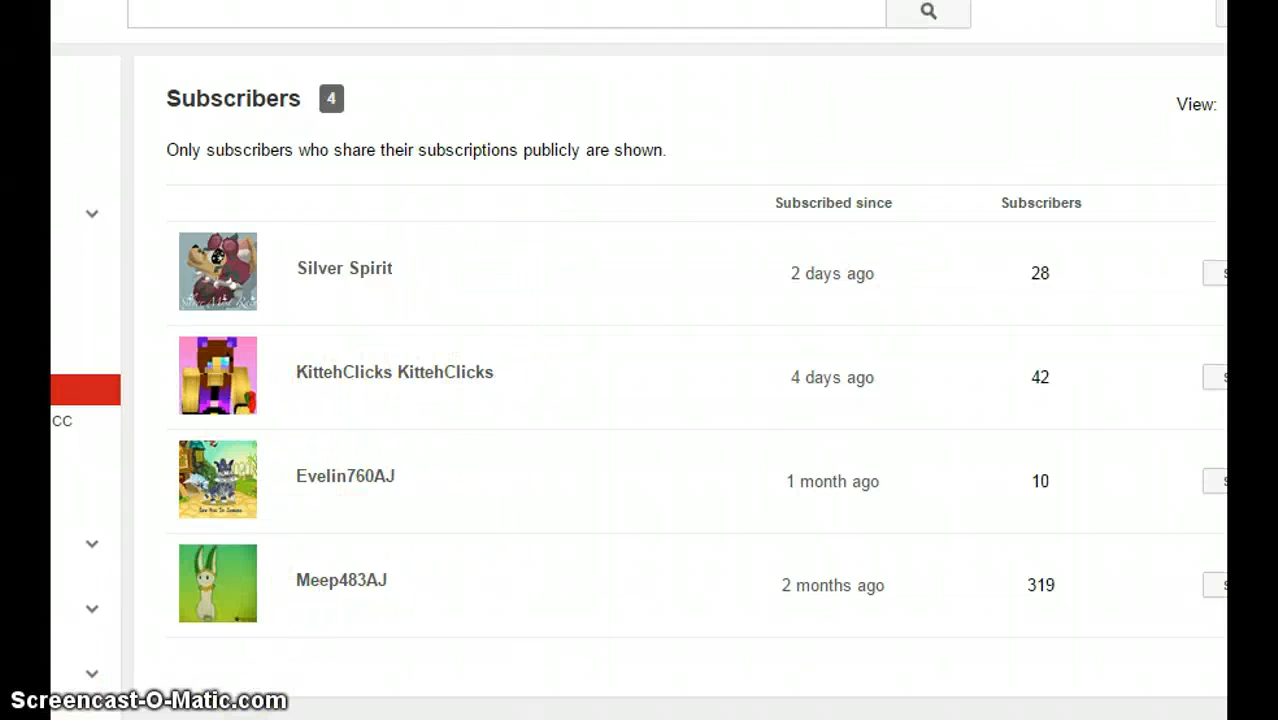 Subscribers 4
View:
Only subscribers who share their subscriptions publicly are shown.
Subscribed since Subscribers
Silver Spirit 2 days ago 28
KittehClicks KittehClicks 4 days ago 42
CC
Evelin760AJ 1 month ago 10
Meep483AJ 2 months ago 319
Screencast-O-Matic.com